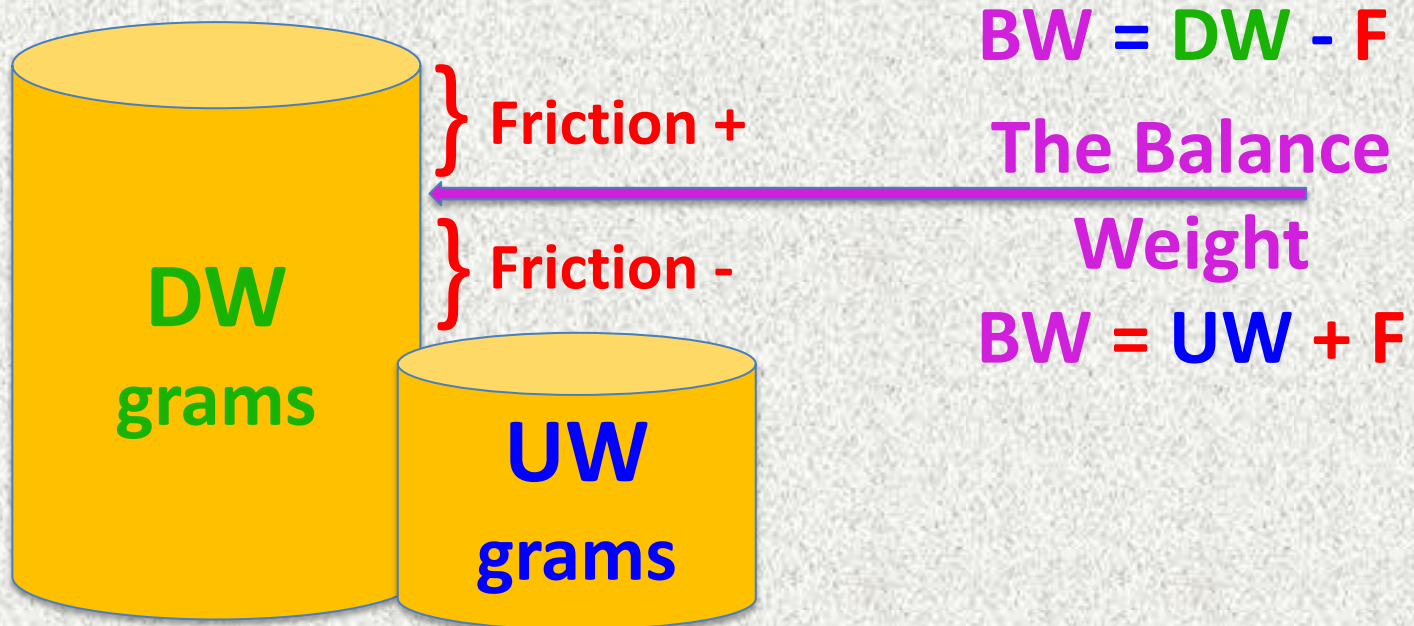 BW = DW - F
} Friction +
The Balance
Weight
} Friction -
DW
grams
BW = UW + F
UW
grams